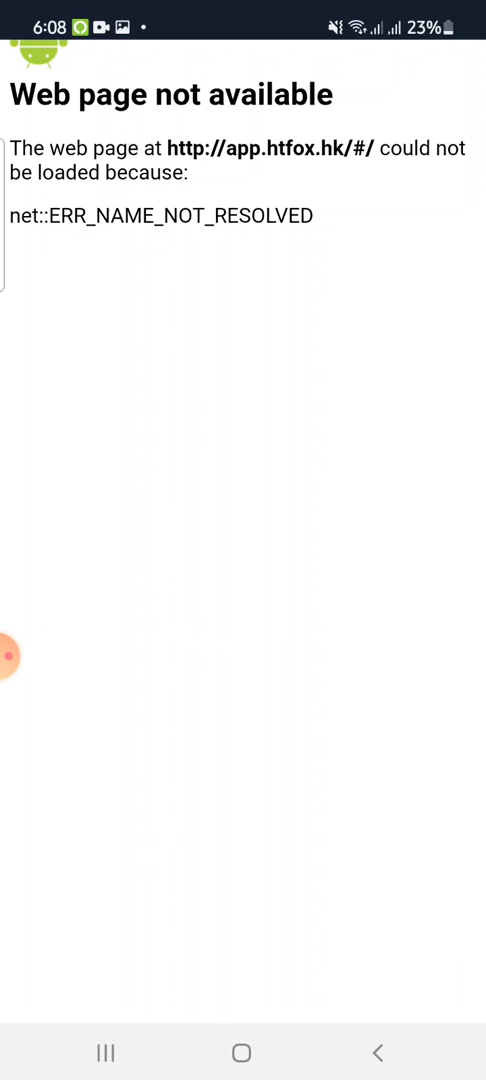 6:08 23%
Web page not available
The web page at http://app.htfox.hk/#/ could not
be loaded because:
net::ERR_NAME_NOT_RESOLVED